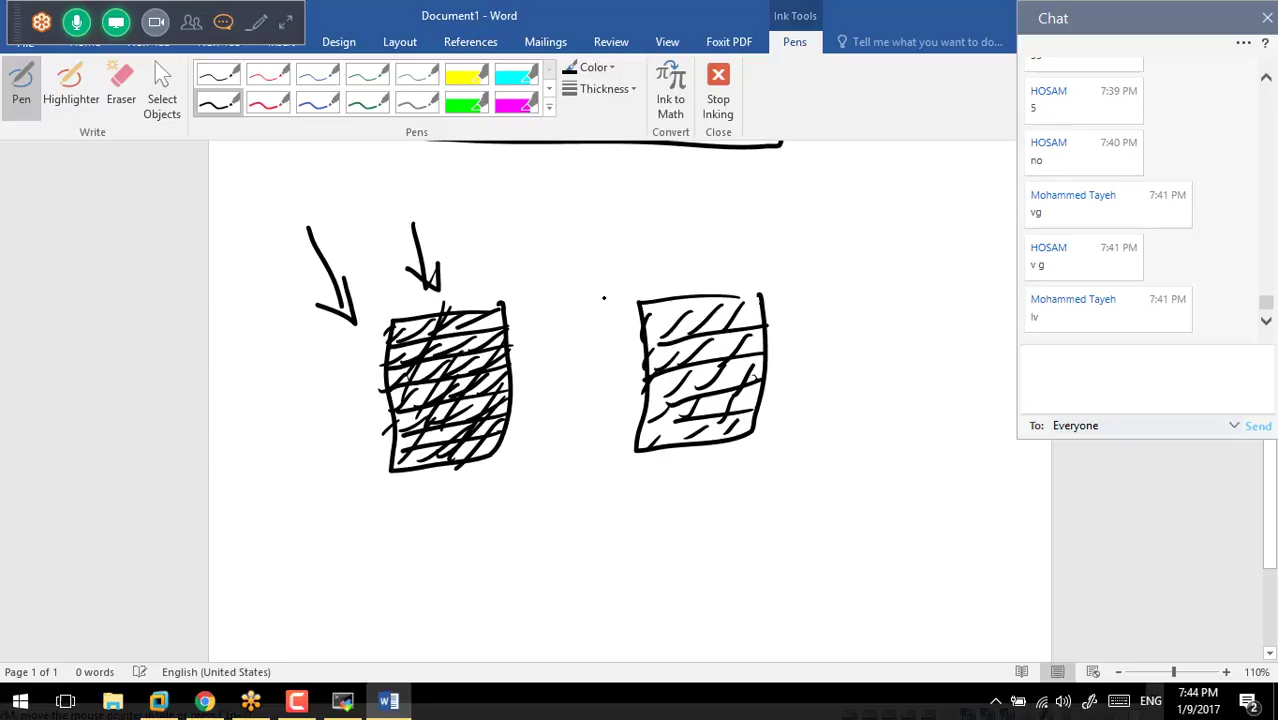 Document1 - Word
Ink Tools
Chat
Design
Layout
References
Mailings
Review
View
Foxit PDF
Pens
Tell me what you want to do...
Pen
Highlighter
Eraser
Select
Objects
Color
Thickness
Ink to
Math
Stop
Inking
Write
Pens
Convert
Close
HOSAM 7:39 PM
5
HOSAM 7:40 PM
no
Mohammed Tayeh 7:41 PM
vg
HOSAM 7:41 PM
v g
Mohammed Tayeh 7:41 PM
lv
To: Everyone
Send
Page 1 of 1
0 words
English (United States)
110%
ENG
7:44 PM
1/9/2017
2